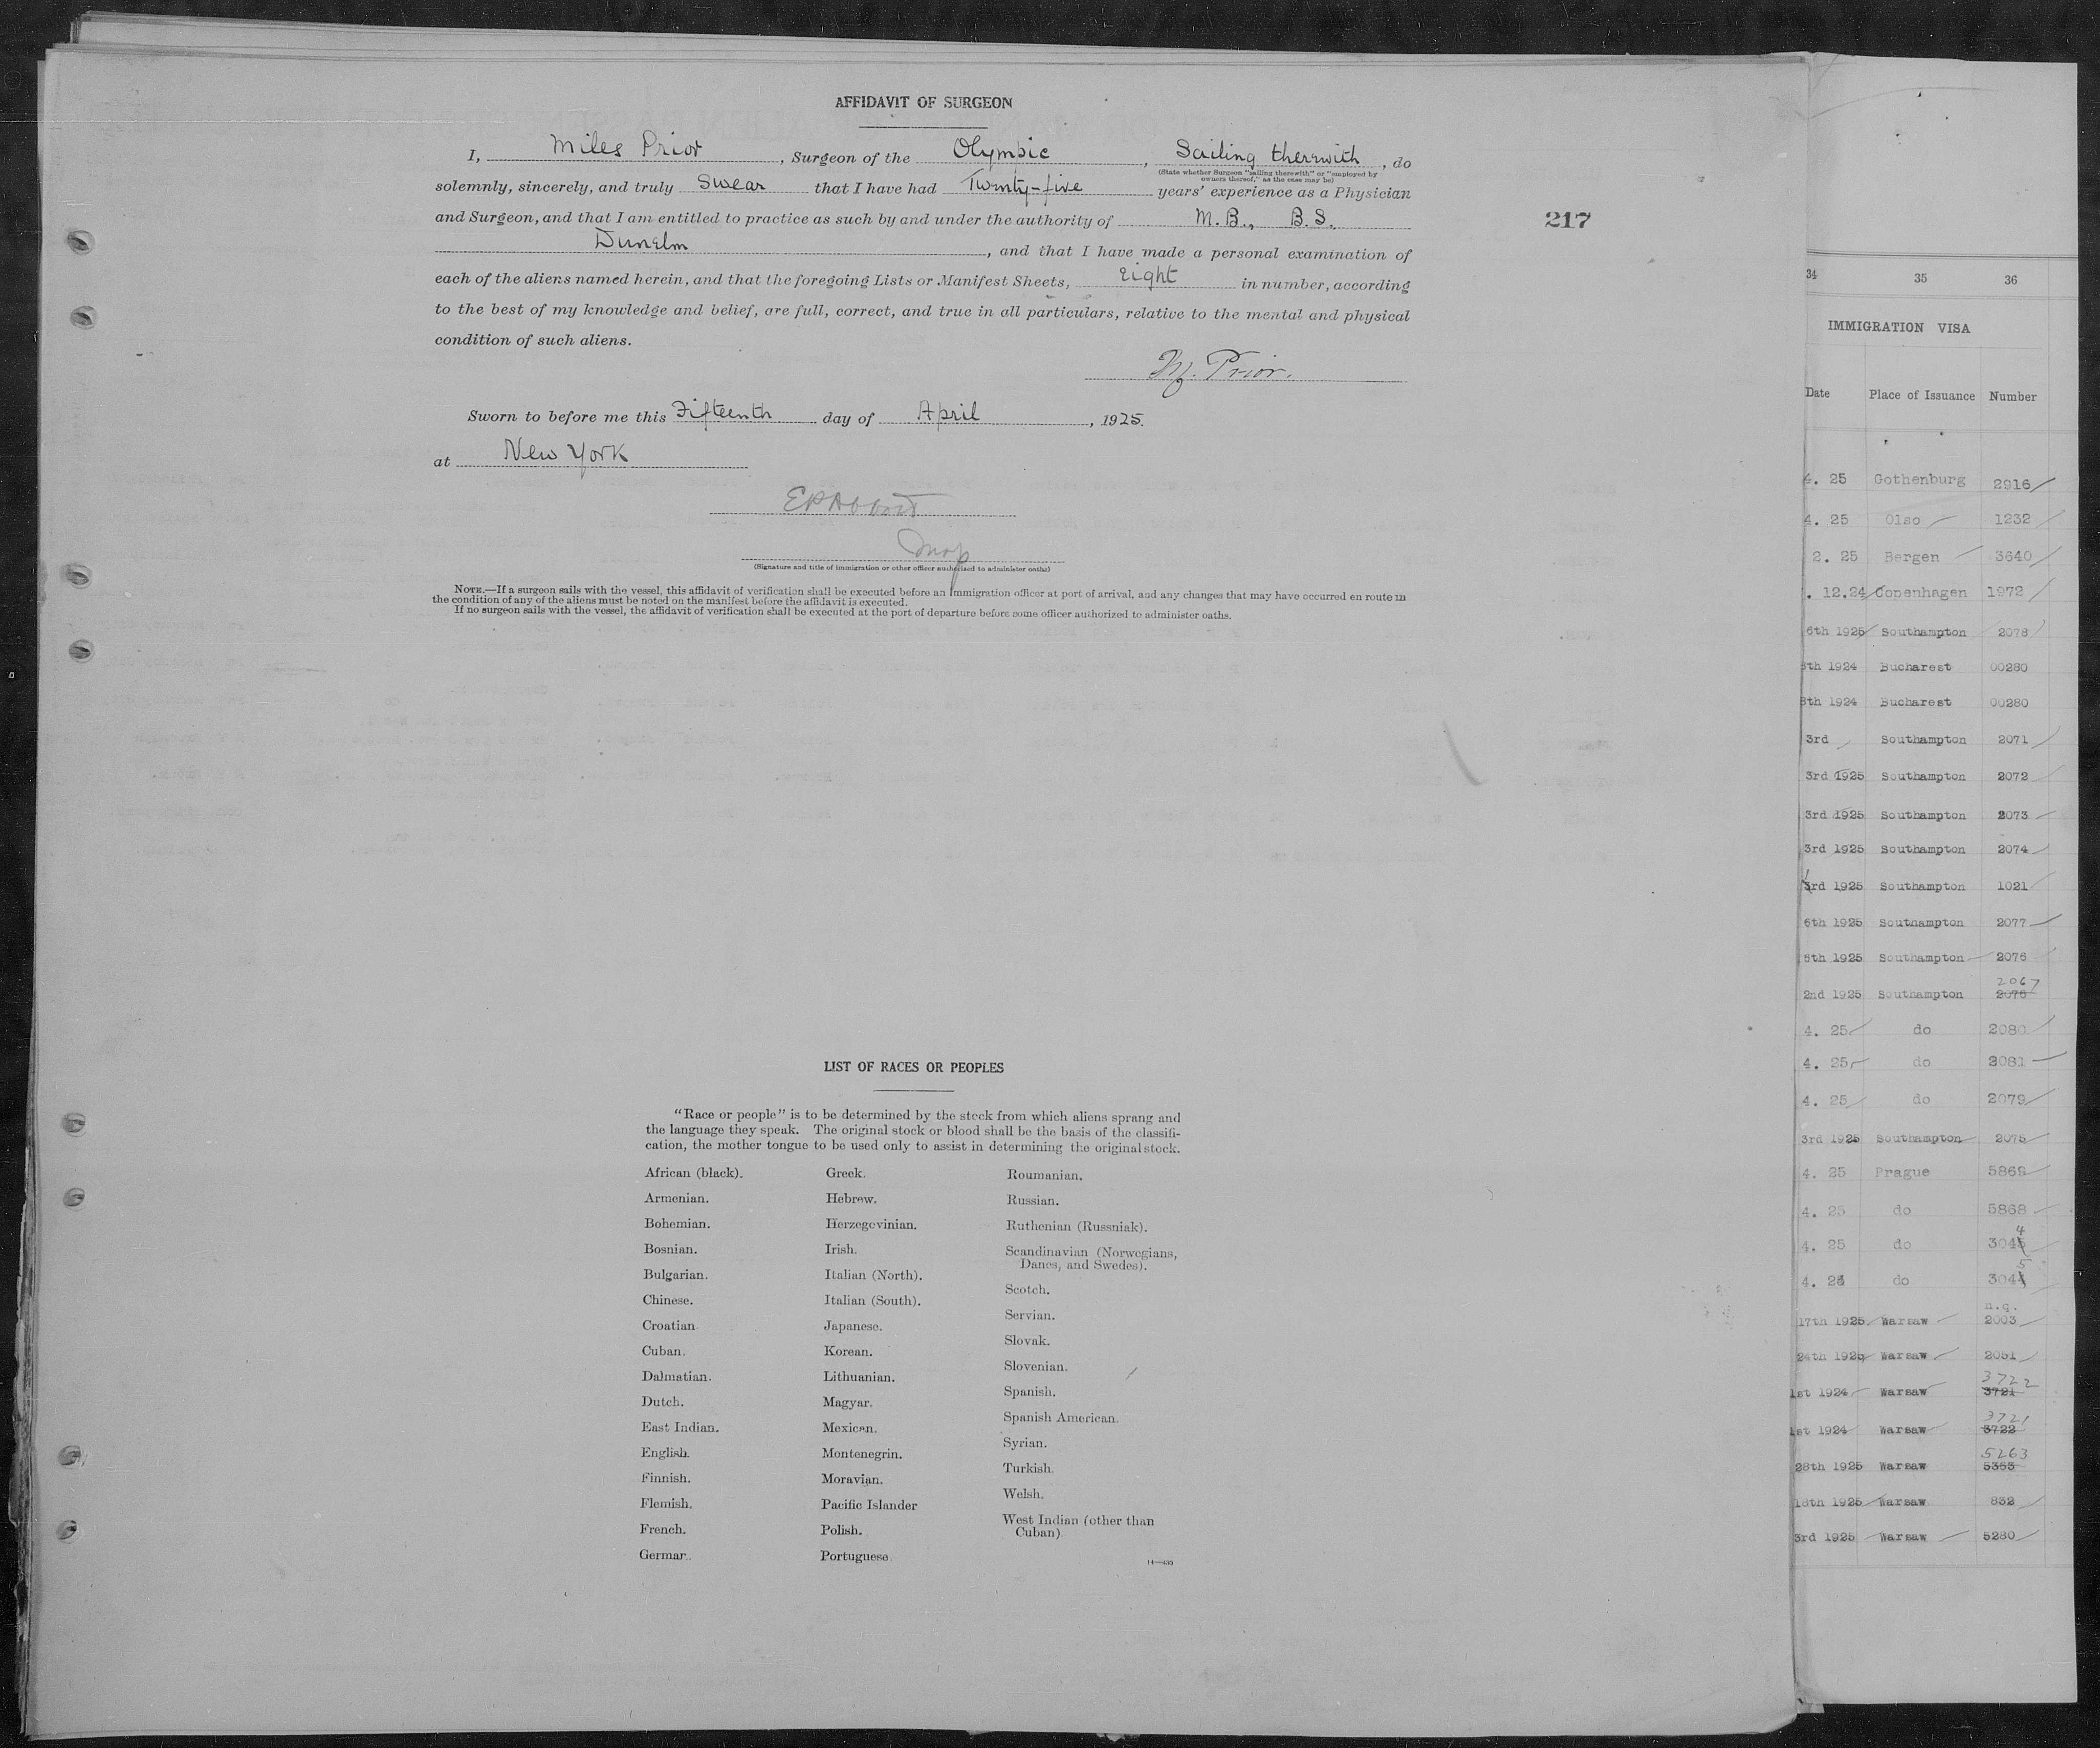 AFFIDAVIT OF SURGEON
I, Miles Prior, Surgeon of the Olympic, Sailing therewith, do
(State whether Surgeon "sailing therewith" or "employed by
owners thereof," as the case may be)
solemnly, sincerely, and truly Swear that I have had Twenty-five years' experience as a Physician
and Surgeon, and that I am entitled to practice as such by and under the authority of M.B., B.S.
Dunelm, and that I have made a personal examination of
each of the aliens named herein, and that the foregoing Lists or Manifest Sheets, Eight in number, according
to the best of my knowledge and belief, are full, correct, and true in all particulars, relative to the mental and physical
condition of such aliens.
M. Prior.
Sworn to before me this Fifteenth day of April, 1925.
at New York
(Signature and title of immigration or other officer authorized to administer oaths)
NOTE.—If a surgeon sails with the vessel, this affidavit of verification shall be executed before an immigration officer at port of arrival, and any changes that may have occurred en route in
the condition of any of the aliens must be noted on the manifest before the affidavit is executed.
If no surgeon sails with the vessel, the affidavit of verification shall be executed at the port of departure before some officer authorized to administer oaths.
217
LIST OF RACES OR PEOPLES
"Race or people" is to be determined by the stock from which aliens sprang and
the language they speak. The original stock or blood shall be the basis of the classifi-
cation, the mother tongue to be used only to assist in determining the original stock.
African (black).
Armenian.
Bohemian.
Bosnian.
Bulgarian.
Chinese.
Croatian
Cuban.
Dalmatian.
Dutch.
East Indian.
English.
Finnish.
Flemish.
French.
German.
Greek.
Hebrew.
Herzegovinian.
Irish.
Italian (North).
Italian (South).
Japanese.
Korean.
Lithuanian.
Magyar.
Mexican.
Montenegrin.
Moravian.
Pacific Islander
Polish.
Portuguese
Roumanian.
Russian.
Ruthenian (Russniak).
Scandinavian (Norwegians,
Danes, and Swedes).
Scotch.
Servian.
Slovak.
Slovenian.
Spanish.
Spanish American.
Syrian.
Turkish.
Welsh.
West Indian (other than
Cuban).
34 35 36
IMMIGRATION VISA
Date Place of Issuance Number
4. 25 Gothenburg 2916
4. 25 Olso 1232
2. 25 Bergen 3640
. 12.24 Copenhagen 1972
6th 1925 Southampton 2078
8th 1924 Bucharest 00280
8th 1924 Bucharest 00280
3rd Southampton 2071
3rd 1925 Southampton 2072
3rd 1925 Southampton 2073
3rd 1925 Southampton 2074
3rd 1925 Southampton 1021
6th 1925 Southampton 2077
6th 1925 Southampton 2076
2067
2nd 1925 Southampton 2076
4. 25 do 2080
4. 25 do 2081
4. 25 do 2079
3rd 1925 Southampton 2075
4. 25 Prague 5869
4. 25 do 5868
4
4. 25 do 3045
5
4. 25 do 3044
n.q.
17th 1925 Warsaw 2003
24th 1925 Warsaw 2051
3722
1st 1924 Warsaw 3721
3721
1st 1924 Warsaw 3722
5263
28th 1925 Warsaw 5363
18th 1925 Warsaw 832
3rd 1925 Warsaw 5280